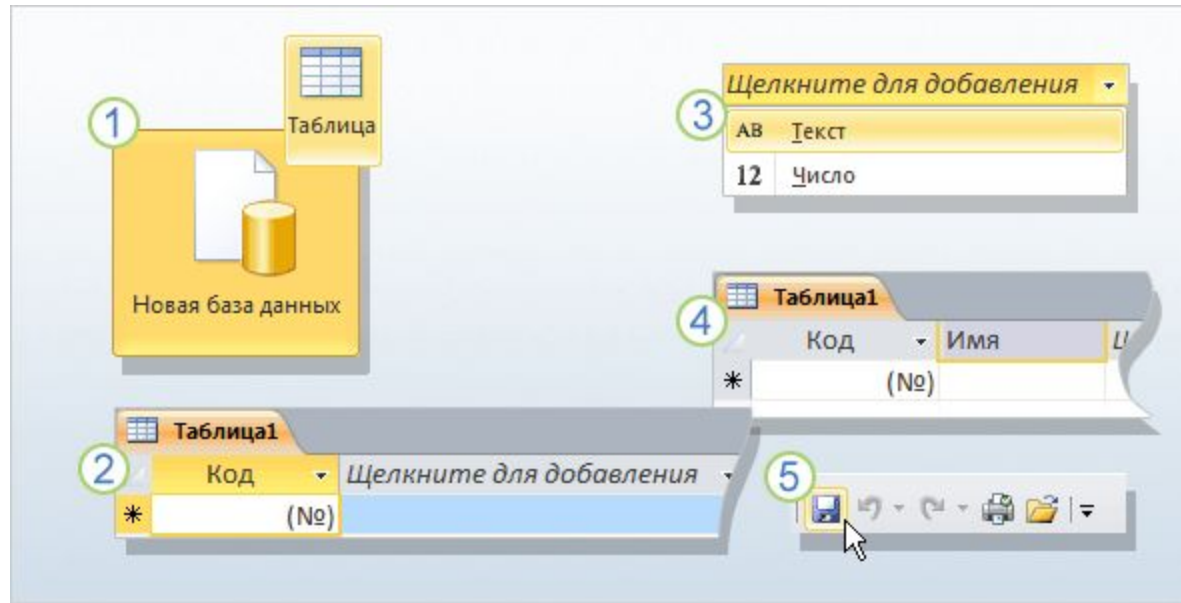 1
Таблица
Новая база данных
2
Таблица1
Код
Щелкните для добавления
(№)
3
Щелкните для добавления
AB Текст
12 Число
4
Таблица1
Код
Имя
(№)
5